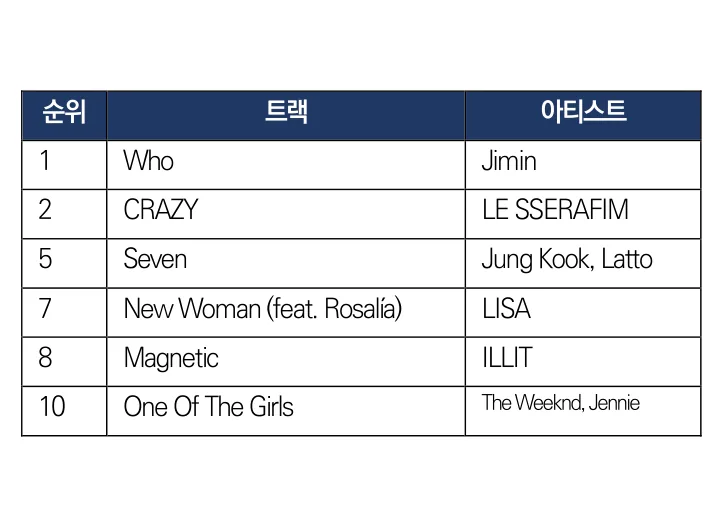 순위 트랙 아티스트
1 Who Jimin
2 CRAZY LE SSERAFIM
5 Seven Jung Kook, Latto
7 New Woman (feat. Rosalía) LISA
8 Magnetic ILLIT
10 One Of The Girls The Weeknd, Jennie